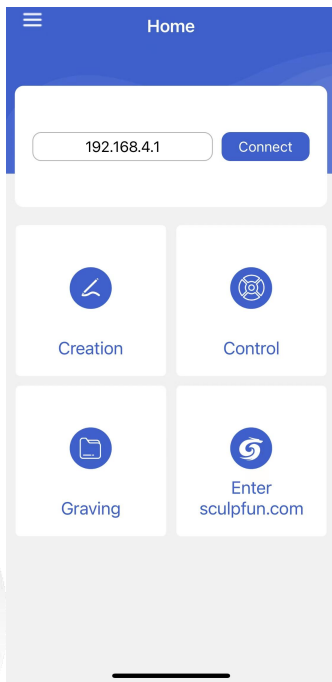 Home
192.168.4.1
Connect
Creation
Control
Graving
Enter
sculpfun.com